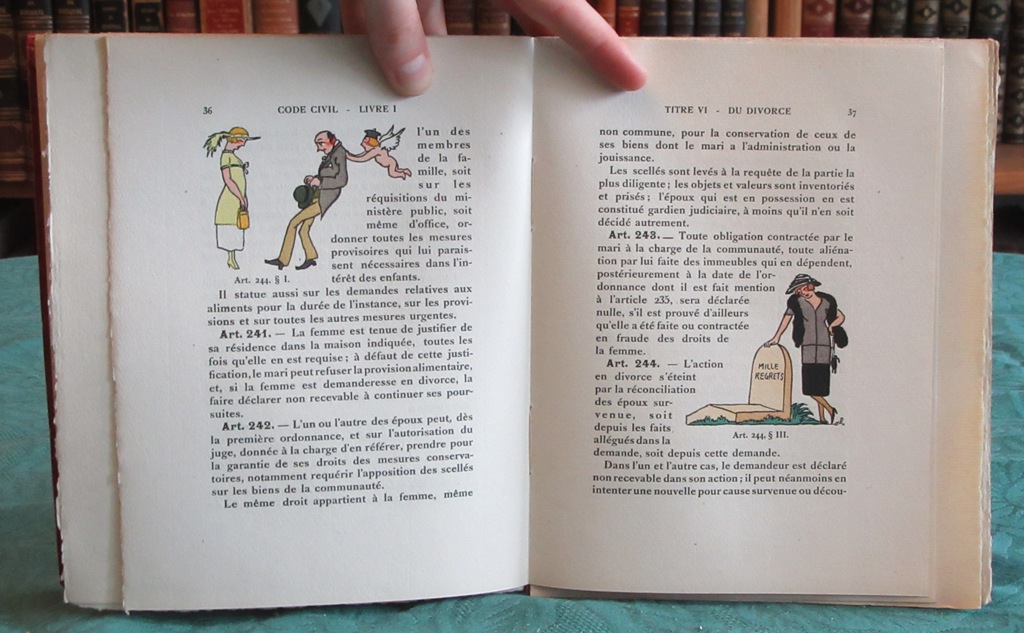 36 CODE CIVIL - LIVRE I
l'un des
membres
de la fa-
mille, soit
sur les
réquisitions du mi-
nistère public, soit
même d'office, or-
donner toutes les mesures
provisoires qui lui parais-
sent nécessaires dans l'in-
térêt des enfants.
Art. 244, § I.
Il statue aussi sur les demandes relatives aux
aliments pour la durée de l'instance, sur les provi-
sions et sur toutes les autres mesures urgentes.
Art. 241. — La femme est tenue de justifier de
sa résidence dans la maison indiquée, toutes les
fois qu'elle en est requise ; à défaut de cette justi-
fication, le mari peut refuser la provision alimentaire,
et, si la femme est demanderesse en divorce, la
faire déclarer non recevable à continuer ses pour-
suites.
Art. 242. — L'un ou l'autre des époux peut, dès
la première ordonnance, et sur l'autorisation du
juge, donnée à la charge d'en référer, prendre pour
la garantie de ses droits des mesures conserva-
toires, notamment requérir l'apposition des scellés
sur les biens de la communauté.
Le même droit appartient à la femme, même
TITRE VI - DU DIVORCE 37
non commune, pour la conservation de ceux de
ses biens dont le mari a l'administration ou la
jouissance.
Les scellés sont levés à la requête de la partie la
plus diligente ; les objets et valeurs sont inventoriés
et prisés ; l'époux qui est en possession en est
constitué gardien judiciaire, à moins qu'il n'en soit
décidé autrement.
Art. 243. — Toute obligation contractée par le
mari à la charge de la communauté, toute aliéna-
tion par lui faite des immeubles qui en dépendent,
postérieurement à la date de l'or-
donnance dont il est fait mention
à l'article 235, sera déclarée
nulle, s'il est prouvé d'ailleurs
qu'elle a été faite ou contractée
en fraude des droits de
la femme.
Art. 244. — L'action
en divorce s'éteint
par la réconciliation
des époux sur-
venue, soit
depuis les faits
allégués dans la
demande, soit depuis cette demande.
MILLE
REGRETS
Art. 244, § III.
Dans l'un et l'autre cas, le demandeur est déclaré
non recevable dans son action ; il peut néanmoins en
intenter une nouvelle pour cause survenue ou décou-